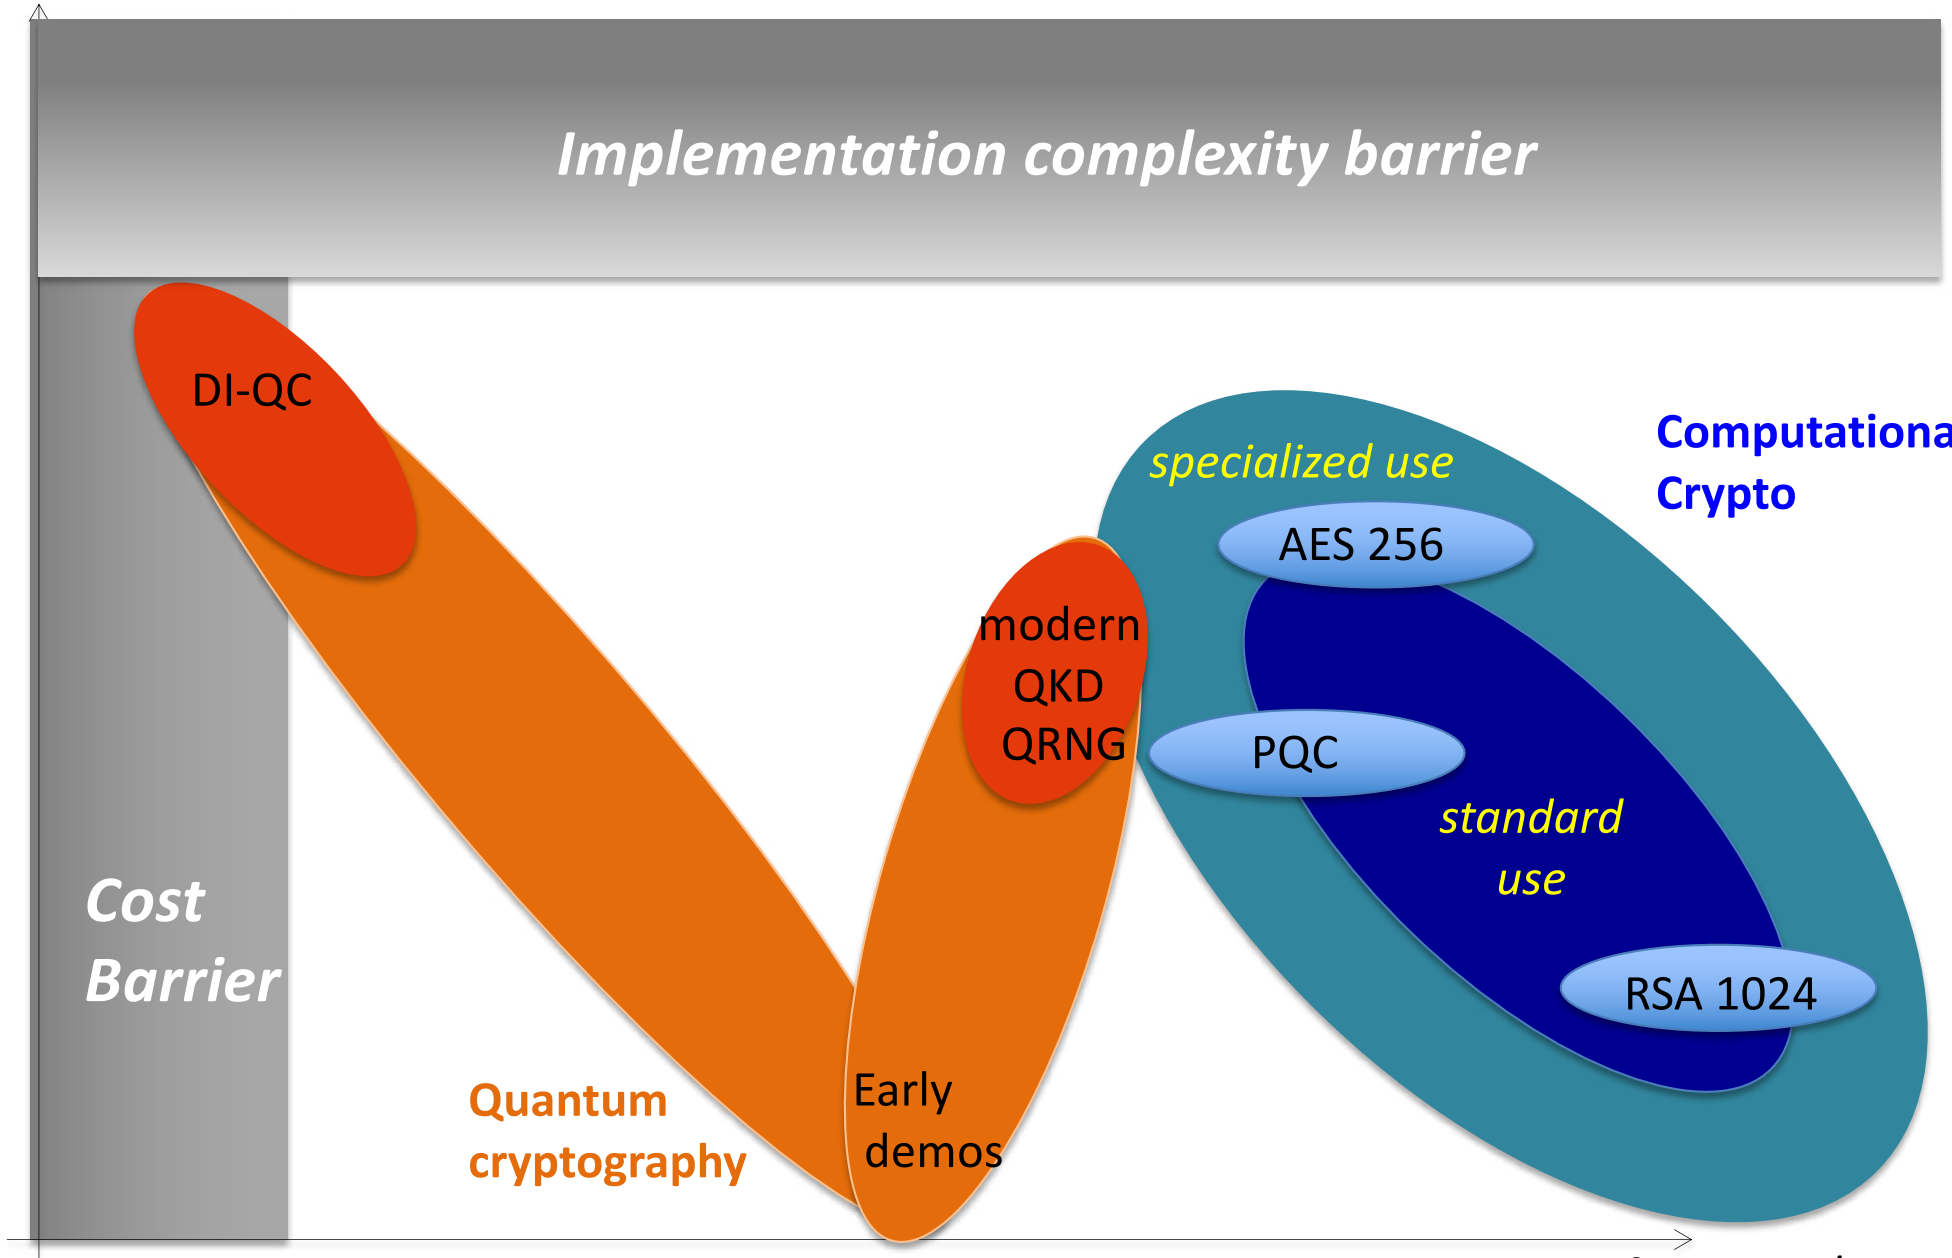 Implementation complexity barrier
DI-QC
Computationa
Crypto
specialized use
AES 256
modern
QKD
QRNG
PQC
standard
use
Cost
Barrier
RSA 1024
Quantum
cryptography
Early
demos